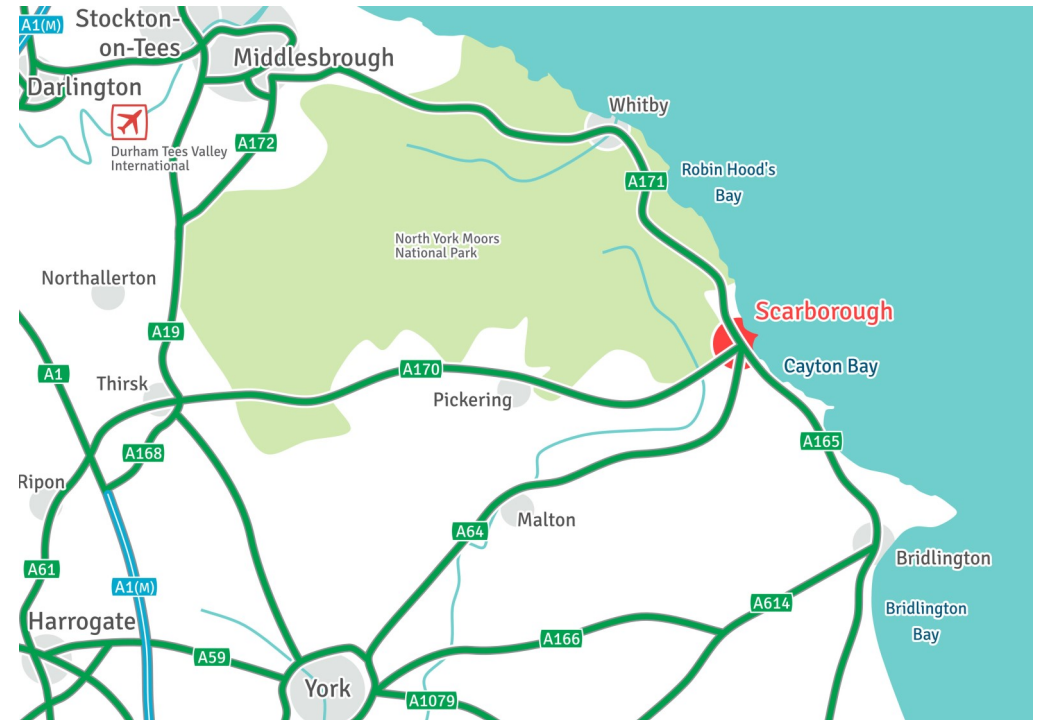 A1(M)
Stockton-
on-Tees
Middlesbrough
Darlington
Whitby
A172
Durham Tees Valley
International
Robin Hood's
Bay
A171
North York Moors
National Park
Northallerton
Scarborough
A19
Cayton Bay
A1
A170
Thirsk
Pickering
A165
A168
Ripon
Malton
A64
Bridlington
A61
A1(M)
A614
Bridlington
Bay
Harrogate
A166
A59
York
A1079